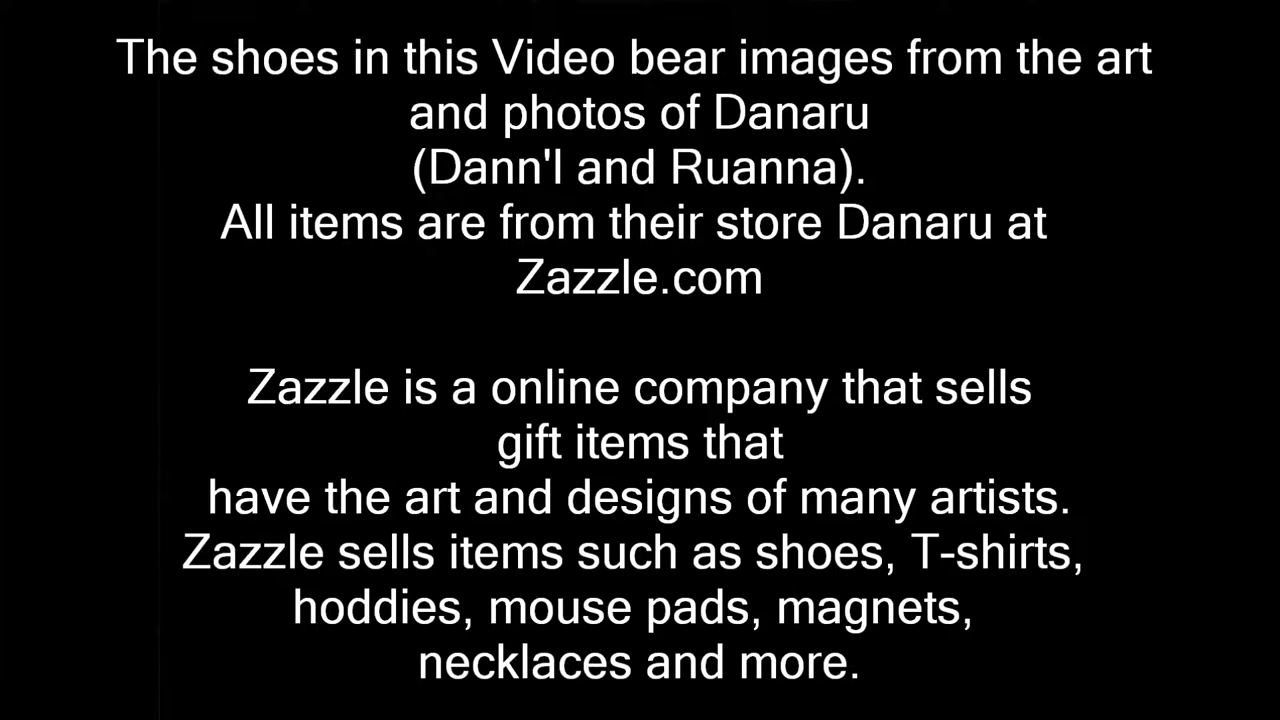 The shoes in this Video bear images from the art
and photos of Danaru
(Dann'l and Ruanna).
All items are from their store Danaru at
Zazzle.com
Zazzle is a online company that sells
gift items that
have the art and designs of many artists.
Zazzle sells items such as shoes, T-shirts,
hoddies, mouse pads, magnets,
necklaces and more.